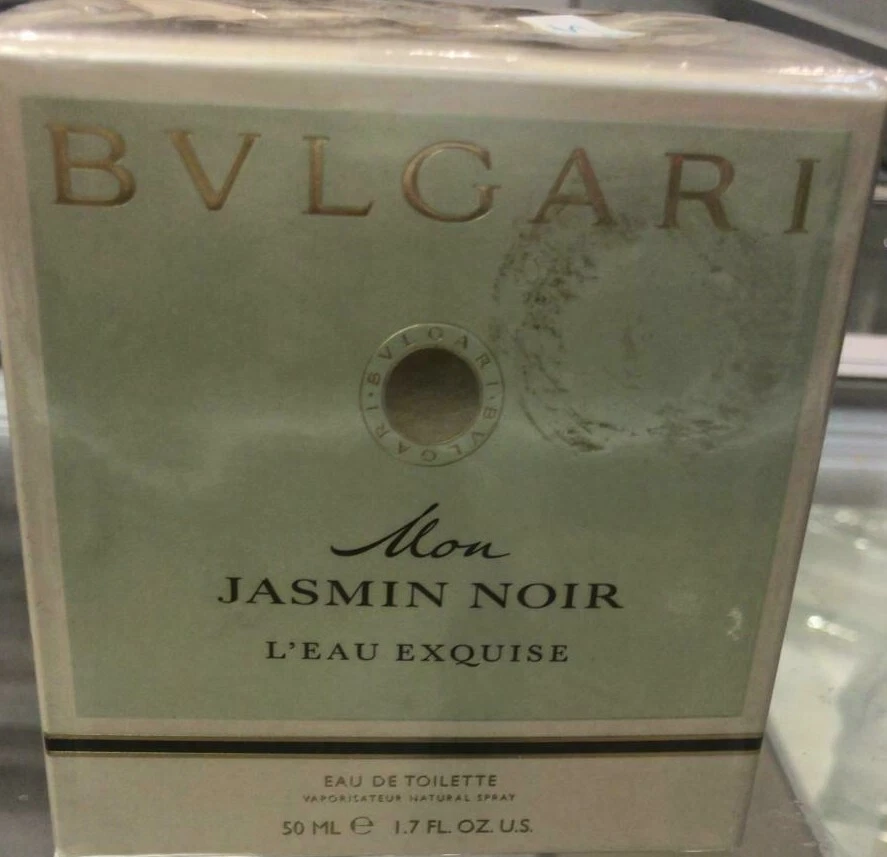 BVLGARI
BVLGARI · BVLGARI ·
Mon
JASMIN NOIR
L'EAU EXQUISE
EAU DE TOILETTE
VAPORISATEUR NATURAL SPRAY
50 ML ℮ 1.7 FL. OZ. U.S.